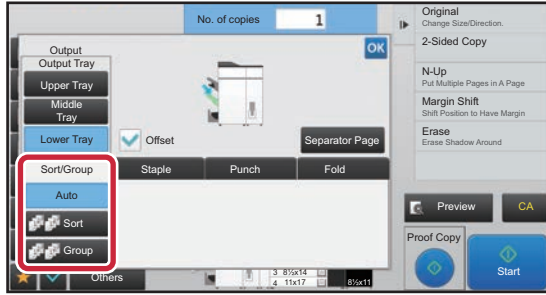 No. of copies 1
Output
Output Tray
Upper Tray
Middle
Tray
Lower Tray
Offset
OK
Separator Page
Sort/Group
Staple
Punch
Fold
Auto
Sort
Group
Others
3 8½x14
4 11x17
8½x11
Original
Change Size/Direction.
2-Sided Copy
N-Up
Put Multiple Pages in A Page
Margin Shift
Shift Position to Have Margin
Erase
Erase Shadow Around
Preview
CA
Proof Copy
Start